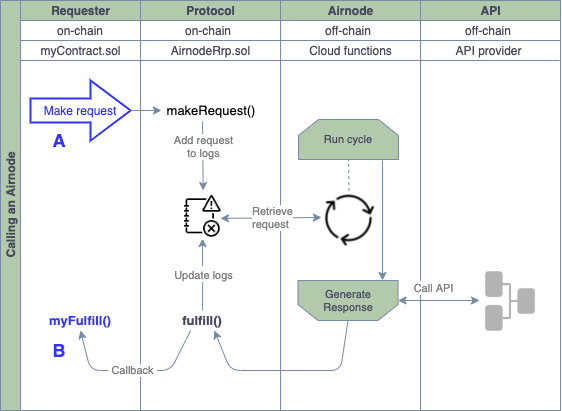 Requester
Protocol
Airnode
API
on-chain
on-chain
off-chain
off-chain
myContract.sol
AirnodeRrp.sol
Cloud functions
API provider
Calling an Airnode
Make request
A
makeRequest()
Add request
to logs
Run cycle
Retrieve
request
Update logs
Generate
Response
Call API
myFulfill()
fulfill()
B
Callback